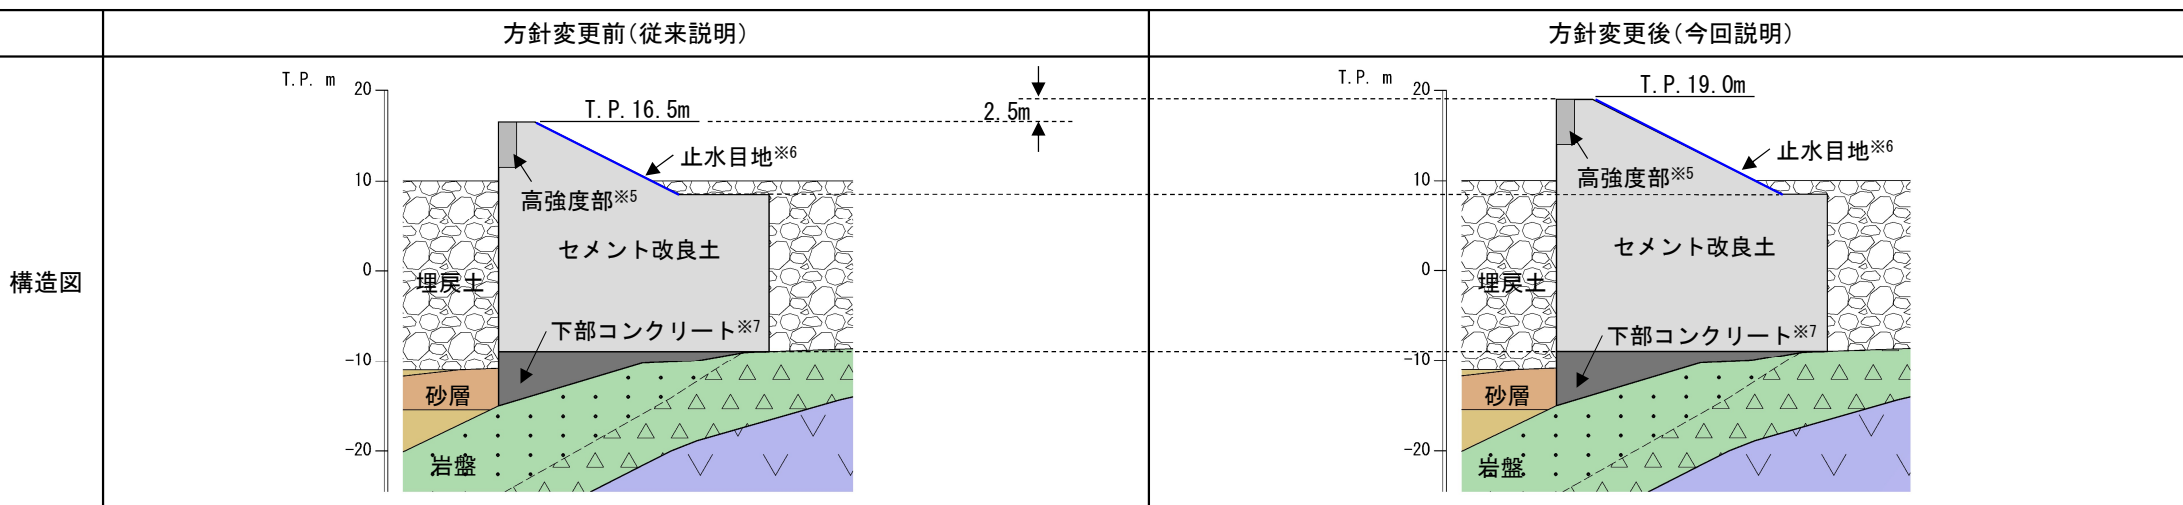 方針変更前(従来説明)
方針変更後(今回説明)
構造図
T.P. m
20
10
0
-10
-20
T.P.16.5m
2.5m
止水目地※6
高強度部※5
セメント改良土
埋戻土
下部コンクリート※7
砂層
岩盤
T.P. m
20
10
0
-10
-20
T.P.19.0m
止水目地※6
高強度部※5
セメント改良土
埋戻土
下部コンクリート※7
砂層
岩盤